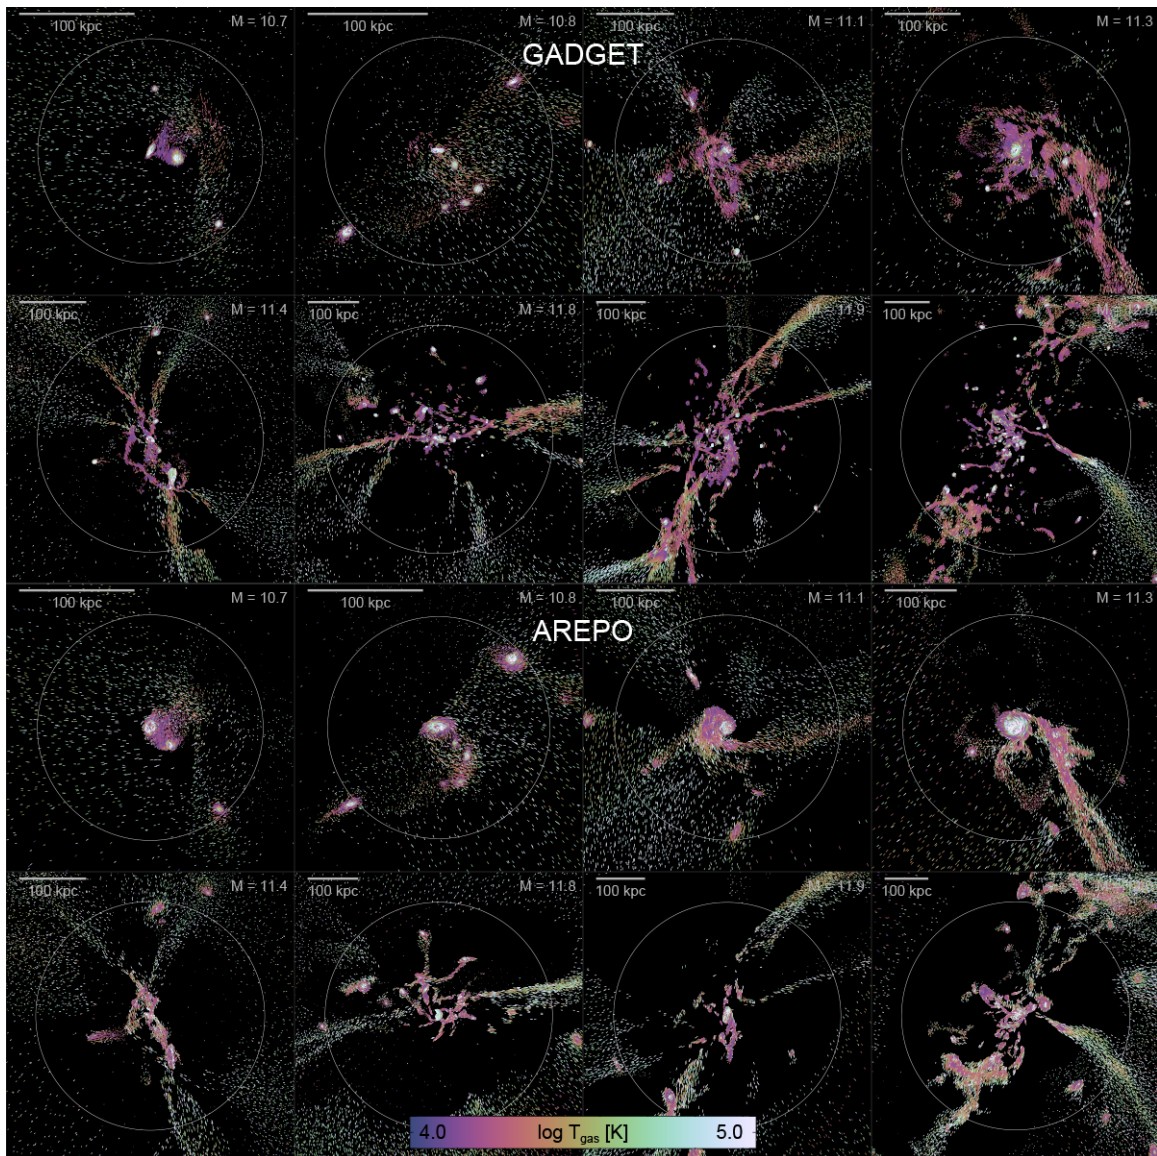 100 kpc M = 10.7 100 kpc M = 10.8 100 kpc M = 11.1 100 kpc M = 11.3
GADGET
100 kpc M = 11.4 100 kpc M = 11.8 100 kpc M = 11.9 100 kpc
100 kpc M = 10.7 100 kpc M = 10.8 100 kpc M = 11.1 100 kpc M = 11.3
AREPO
100 kpc M = 11.4 100 kpc M = 11.8 100 kpc M = 11.9 100 kpc
4.0 log T_gas [K] 5.0